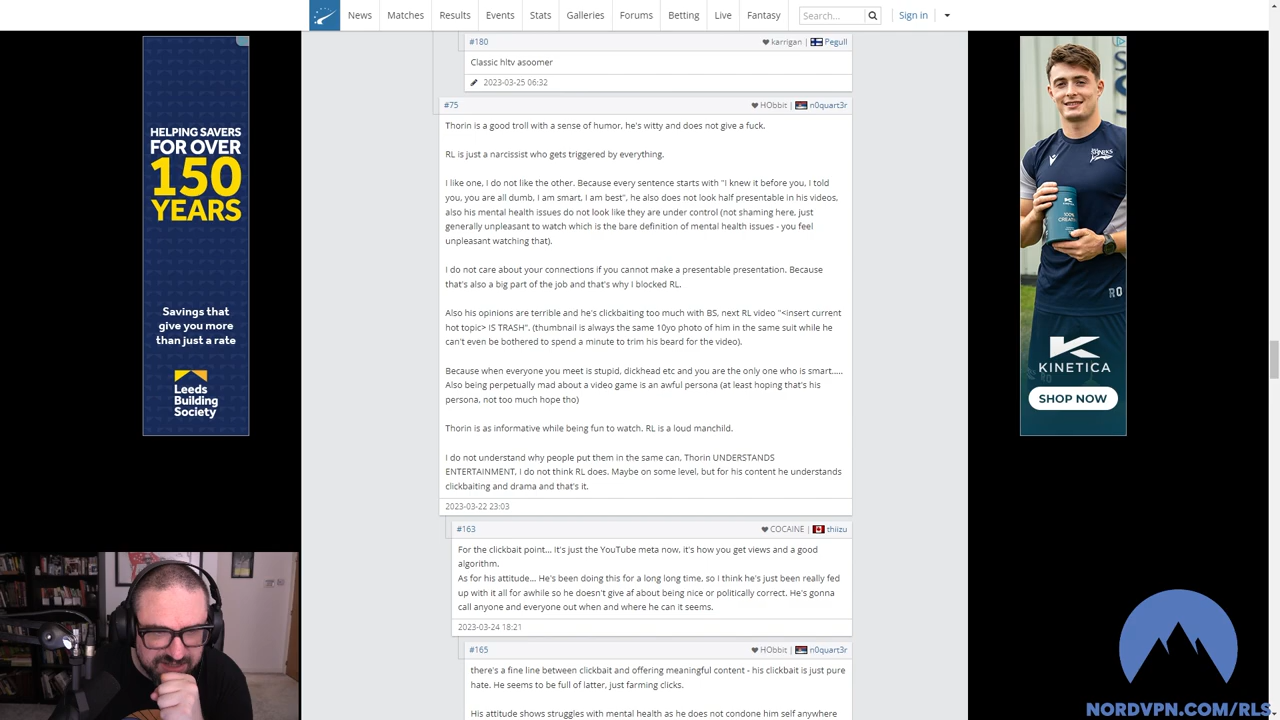 News Matches Results Events Stats Galleries Forums Betting Live Fantasy Search... Sign in
#180 karrigan | Pegull
Classic hltv asoomer
2023-03-25 06:32
#75 HObbit | n0quart3r
Thorin is a good troll with a sense of humor, he's witty and does not give a fuck.
RL is just a narcissist who gets triggered by everything.
I like one, I do not like the other. Because every sentence starts with "I knew it before you, I told
you, you are all dumb, I am smart, I am best", he also does not look half presentable in his videos,
also his mental health issues do not look like they are under control (not shaming here, just
generally unpleasant to watch which is the bare definition of mental health issues - you feel
unpleasant watching that).
I do not care about your connections if you cannot make a presentable presentation. Because
that's also a big part of the job and that's why I blocked RL.
Also his opinions are terrible and he's clickbaiting too much with BS, next RL video "<insert current
hot topic> IS TRASH". (thumbnail is always the same 10yo photo of him in the same suit while he
can't even be bothered to spend a minute to trim his beard for the video).
Because when everyone you meet is stupid, dickhead etc and you are the only one who is smart.....
Also being perpetually mad about a video game is an awful persona (at least hoping that's his
persona, not too much hope tho)
Thorin is as informative while being fun to watch. RL is a loud manchild.
I do not understand why people put them in the same can, Thorin UNDERSTANDS
ENTERTAINMENT, I do not think RL does. Maybe on some level, but for his content he understands
clickbaiting and drama and that's it.
2023-03-22 23:03
#163 COCAINE | thiizu
For the clickbait point... It's just the YouTube meta now, it's how you get views and a good
algorithm.
As for his attitude... He's been doing this for a long long time, so I think he's just been really fed
up with it all for awhile so he doesn't give af about being nice or politically correct. He's gonna
call anyone and everyone out when and where he can it seems.
2023-03-24 18:21
#165 HObbit | n0quart3r
there's a fine line between clickbait and offering meaningful content - his clickbait is just pure
hate. He seems to be full of latter, just farming clicks.
His attitude shows struggles with mental health as he does not condone him self anywhere
HELPING SAVERS
FOR OVER
150
YEARS
Savings that
give you more
than just a rate
Leeds
Building
Society
SHARKS
K
KINETICA
100%
RO
K
KINETICA
SHOP NOW
NORDVPN.COM/RLS